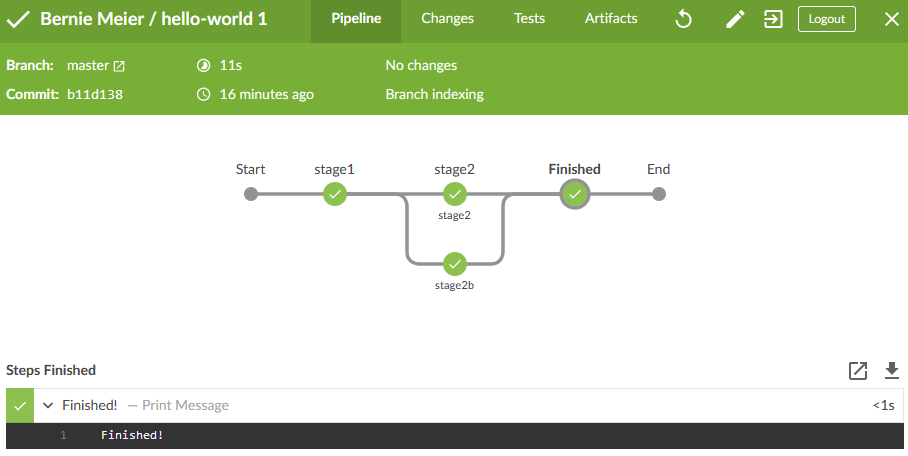 Bernie Meier / hello-world 1 Pipeline Changes Tests Artifacts Logout
Branch: master 11s No changes
Commit: b11d138 16 minutes ago Branch indexing
Start stage1 stage2 Finished End
stage2
stage2b
Steps Finished
Finished! — Print Message <1s
1 Finished!